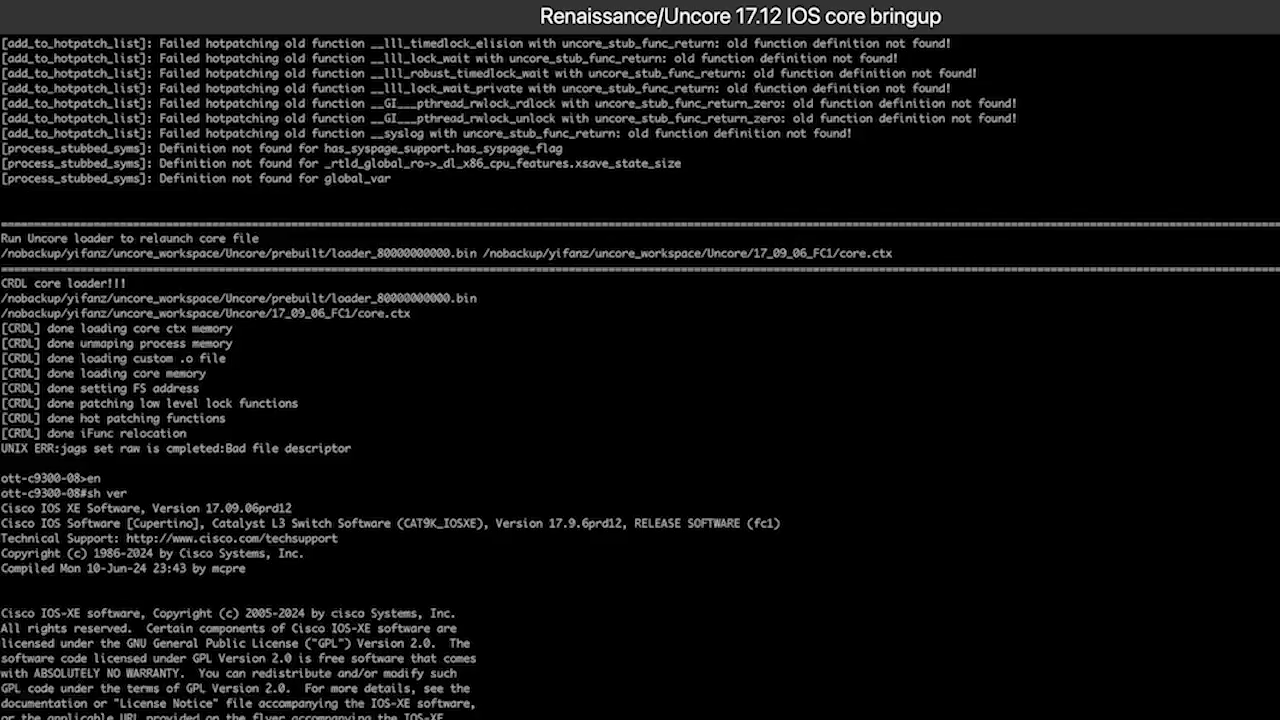 Renaissance/Uncore 17.12 IOS core bringup
[add_to_hotpatch_list]: Failed hotpatching old function __lll_timedlock_elision with uncore_stub_func_return: old function definition not found!
[add_to_hotpatch_list]: Failed hotpatching old function __lll_lock_wait with uncore_stub_func_return: old function definition not found!
[add_to_hotpatch_list]: Failed hotpatching old function __lll_robust_timedlock_wait with uncore_stub_func_return: old function definition not found!
[add_to_hotpatch_list]: Failed hotpatching old function __lll_lock_wait_private with uncore_stub_func_return: old function definition not found!
[add_to_hotpatch_list]: Failed hotpatching old function __GI___pthread_rwlock_rdlock with uncore_stub_func_return_zero: old function definition not found!
[add_to_hotpatch_list]: Failed hotpatching old function __GI___pthread_rwlock_unlock with uncore_stub_func_return_zero: old function definition not found!
[add_to_hotpatch_list]: Failed hotpatching old function __syslog with uncore_stub_func_return: old function definition not found!
[process_stubbed_syms]: Definition not found for has_syspage_support.has_syspage_flag
[process_stubbed_syms]: Definition not found for _rtld_global_ro->_dl_x86_cpu_features.xsave_state_size
[process_stubbed_syms]: Definition not found for global_var
Run Uncore loader to relaunch core file
/nobackup/yifanz/uncore_workspace/Uncore/prebuilt/loader_80000000000.bin /nobackup/yifanz/uncore_workspace/Uncore/17_09_06_FC1/core.ctx
CRDL core loader!!!
/nobackup/yifanz/uncore_workspace/Uncore/prebuilt/loader_80000000000.bin
/nobackup/yifanz/uncore_workspace/Uncore/17_09_06_FC1/core.ctx
[CRDL] done loading core ctx memory
[CRDL] done unmaping process memory
[CRDL] done loading custom .o file
[CRDL] done loading core memory
[CRDL] done setting FS address
[CRDL] done patching low level lock functions
[CRDL] done hot patching functions
[CRDL] done iFunc relocation
UNIX ERR:jags set raw is cmpleted:Bad file descriptor
ott-c9300-08>en
ott-c9300-08#sh ver
Cisco IOS XE Software, Version 17.09.06prd12
Cisco IOS Software [Cupertino], Catalyst L3 Switch Software (CAT9K_IOSXE), Version 17.9.6prd12, RELEASE SOFTWARE (fc1)
Technical Support: http://www.cisco.com/techsupport
Copyright (c) 1986-2024 by Cisco Systems, Inc.
Compiled Mon 10-Jun-24 23:43 by mcpre
Cisco IOS-XE software, Copyright (c) 2005-2024 by cisco Systems, Inc.
All rights reserved.  Certain components of Cisco IOS-XE software are
licensed under the GNU General Public License ("GPL") Version 2.0.  The
software code licensed under GPL Version 2.0 is free software that comes
with ABSOLUTELY NO WARRANTY.  You can redistribute and/or modify such
GPL code under the terms of GPL Version 2.0.  For more details, see the
documentation or "License Notice" file accompanying the IOS-XE software,
or the applicable URL provided on the flyer accompanying the IOS-XE